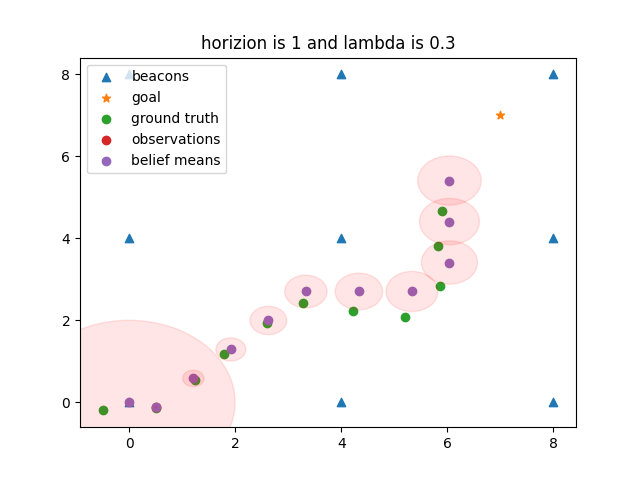 horizion is 1 and lambda is 0.3
beacons
goal
ground truth
observations
belief means
8
6
4
2
0
0
2
4
6
8